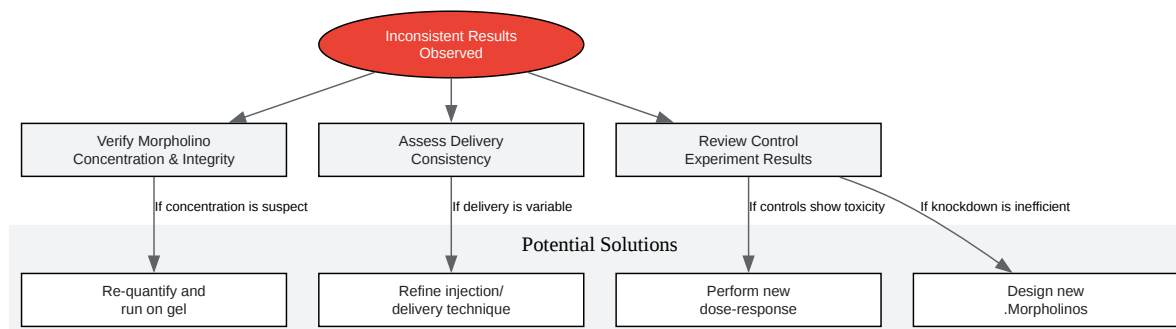 Inconsistent Results
Observed
Verify Morpholino
Concentration & Integrity
Assess Delivery
Consistency
Review Control
Experiment Results
If concentration is suspect
If delivery is variable
If controls show toxicity
If knockdown is inefficient
Potential Solutions
Re-quantify and
run on gel
Refine injection/
delivery technique
Perform new
dose-response
Design new
.Morpholinos